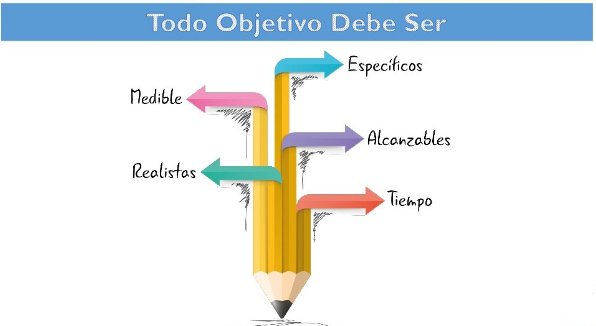 Todo Objetivo Debe Ser
Específicos
Medible
Alcanzables
Realistas
Tiempo